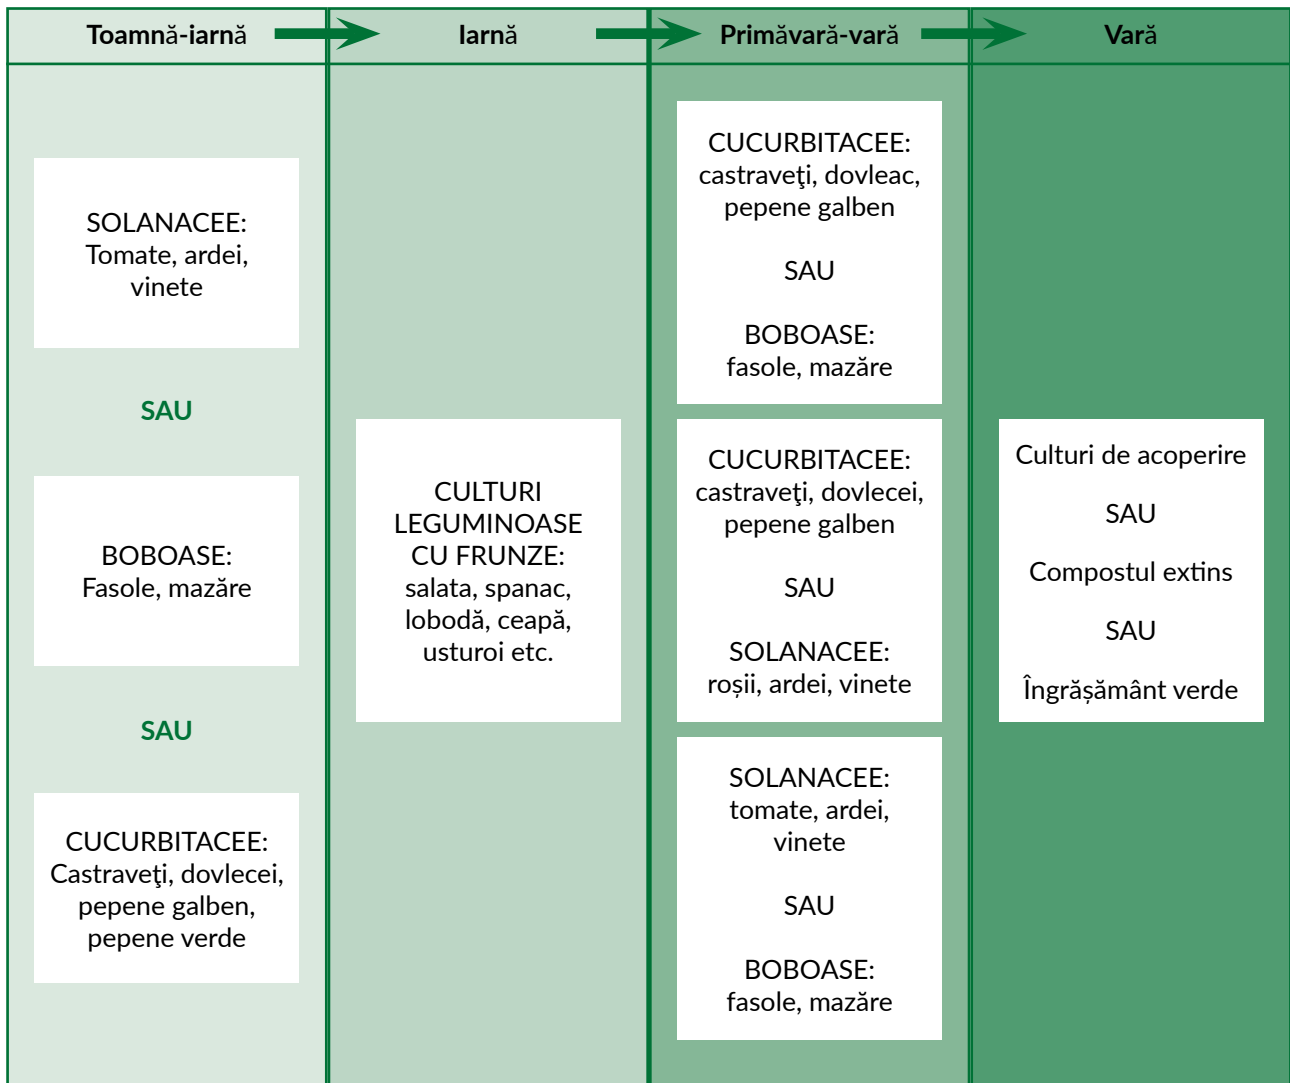 Toamnă-iarnă
Iarnă
Primăvară-vară
Vară
SOLANACEE:
Tomate, ardei,
vinete
SAU
BOBOASE:
Fasole, mazăre
SAU
CUCURBITACEE:
Castraveţi, dovlecei,
pepene galben,
pepene verde
CULTURI
LEGUMINOASE
CU FRUNZE:
salata, spanac,
lobodă, ceapă,
usturoi etc.
CUCURBITACEE:
castraveţi, dovleac,
pepene galben
SAU
BOBOASE:
fasole, mazăre
CUCURBITACEE:
castraveţi, dovlecei,
pepene galben
SAU
SOLANACEE:
roșii, ardei, vinete
SOLANACEE:
tomate, ardei,
vinete
SAU
BOBOASE:
fasole, mazăre
Culturi de acoperire
SAU
Compostul extins
SAU
Îngrășământ verde